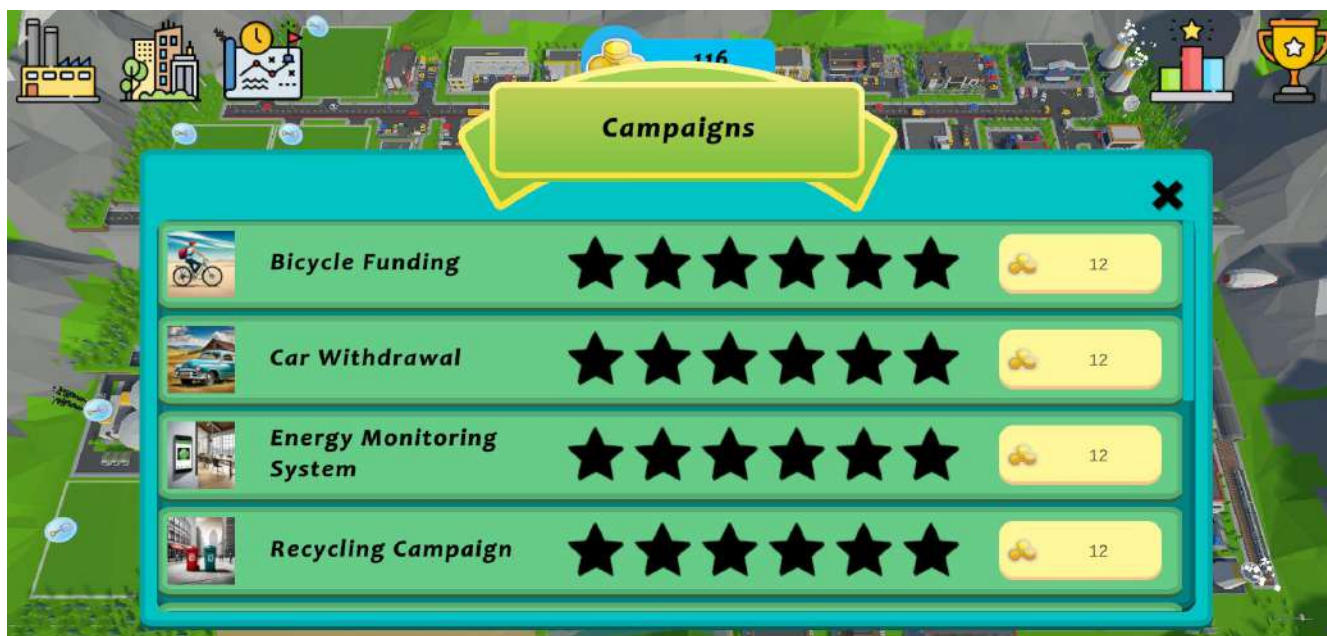 116
Campaigns
Bicycle Funding
12
Car Withdrawal
12
Energy Monitoring
System
12
Recycling Campaign
12